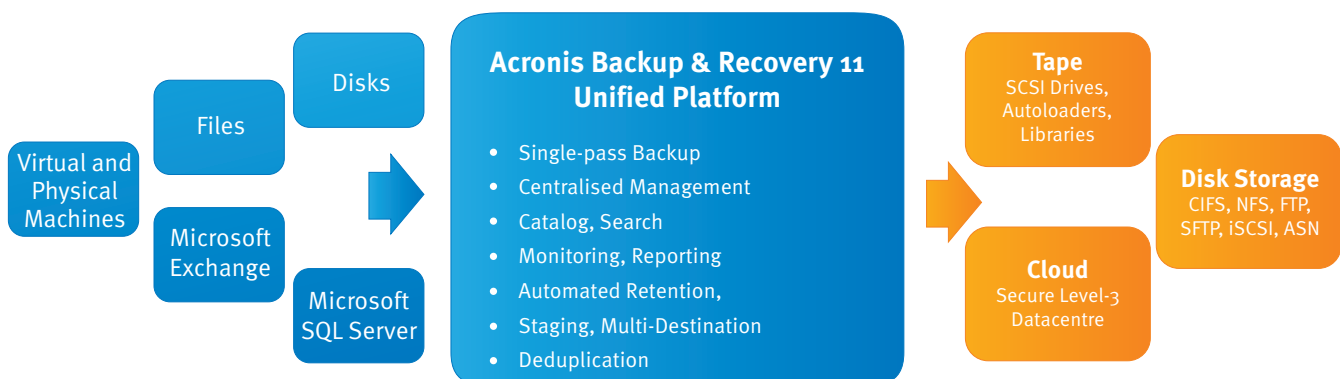 Virtual and
Physical
Machines
Files
Microsoft
Exchange
Disks
Microsoft
SQL Server
Acronis Backup & Recovery 11
Unified Platform
• Single-pass Backup
• Centralised Management
• Catalog, Search
• Monitoring, Reporting
• Automated Retention,
• Staging, Multi-Destination
• Deduplication
Tape
SCSI Drives,
Autoloaders,
Libraries
Cloud
Secure Level-3
Datacentre
Disk Storage
CIFS, NFS, FTP,
SFTP, iSCSI, ASN